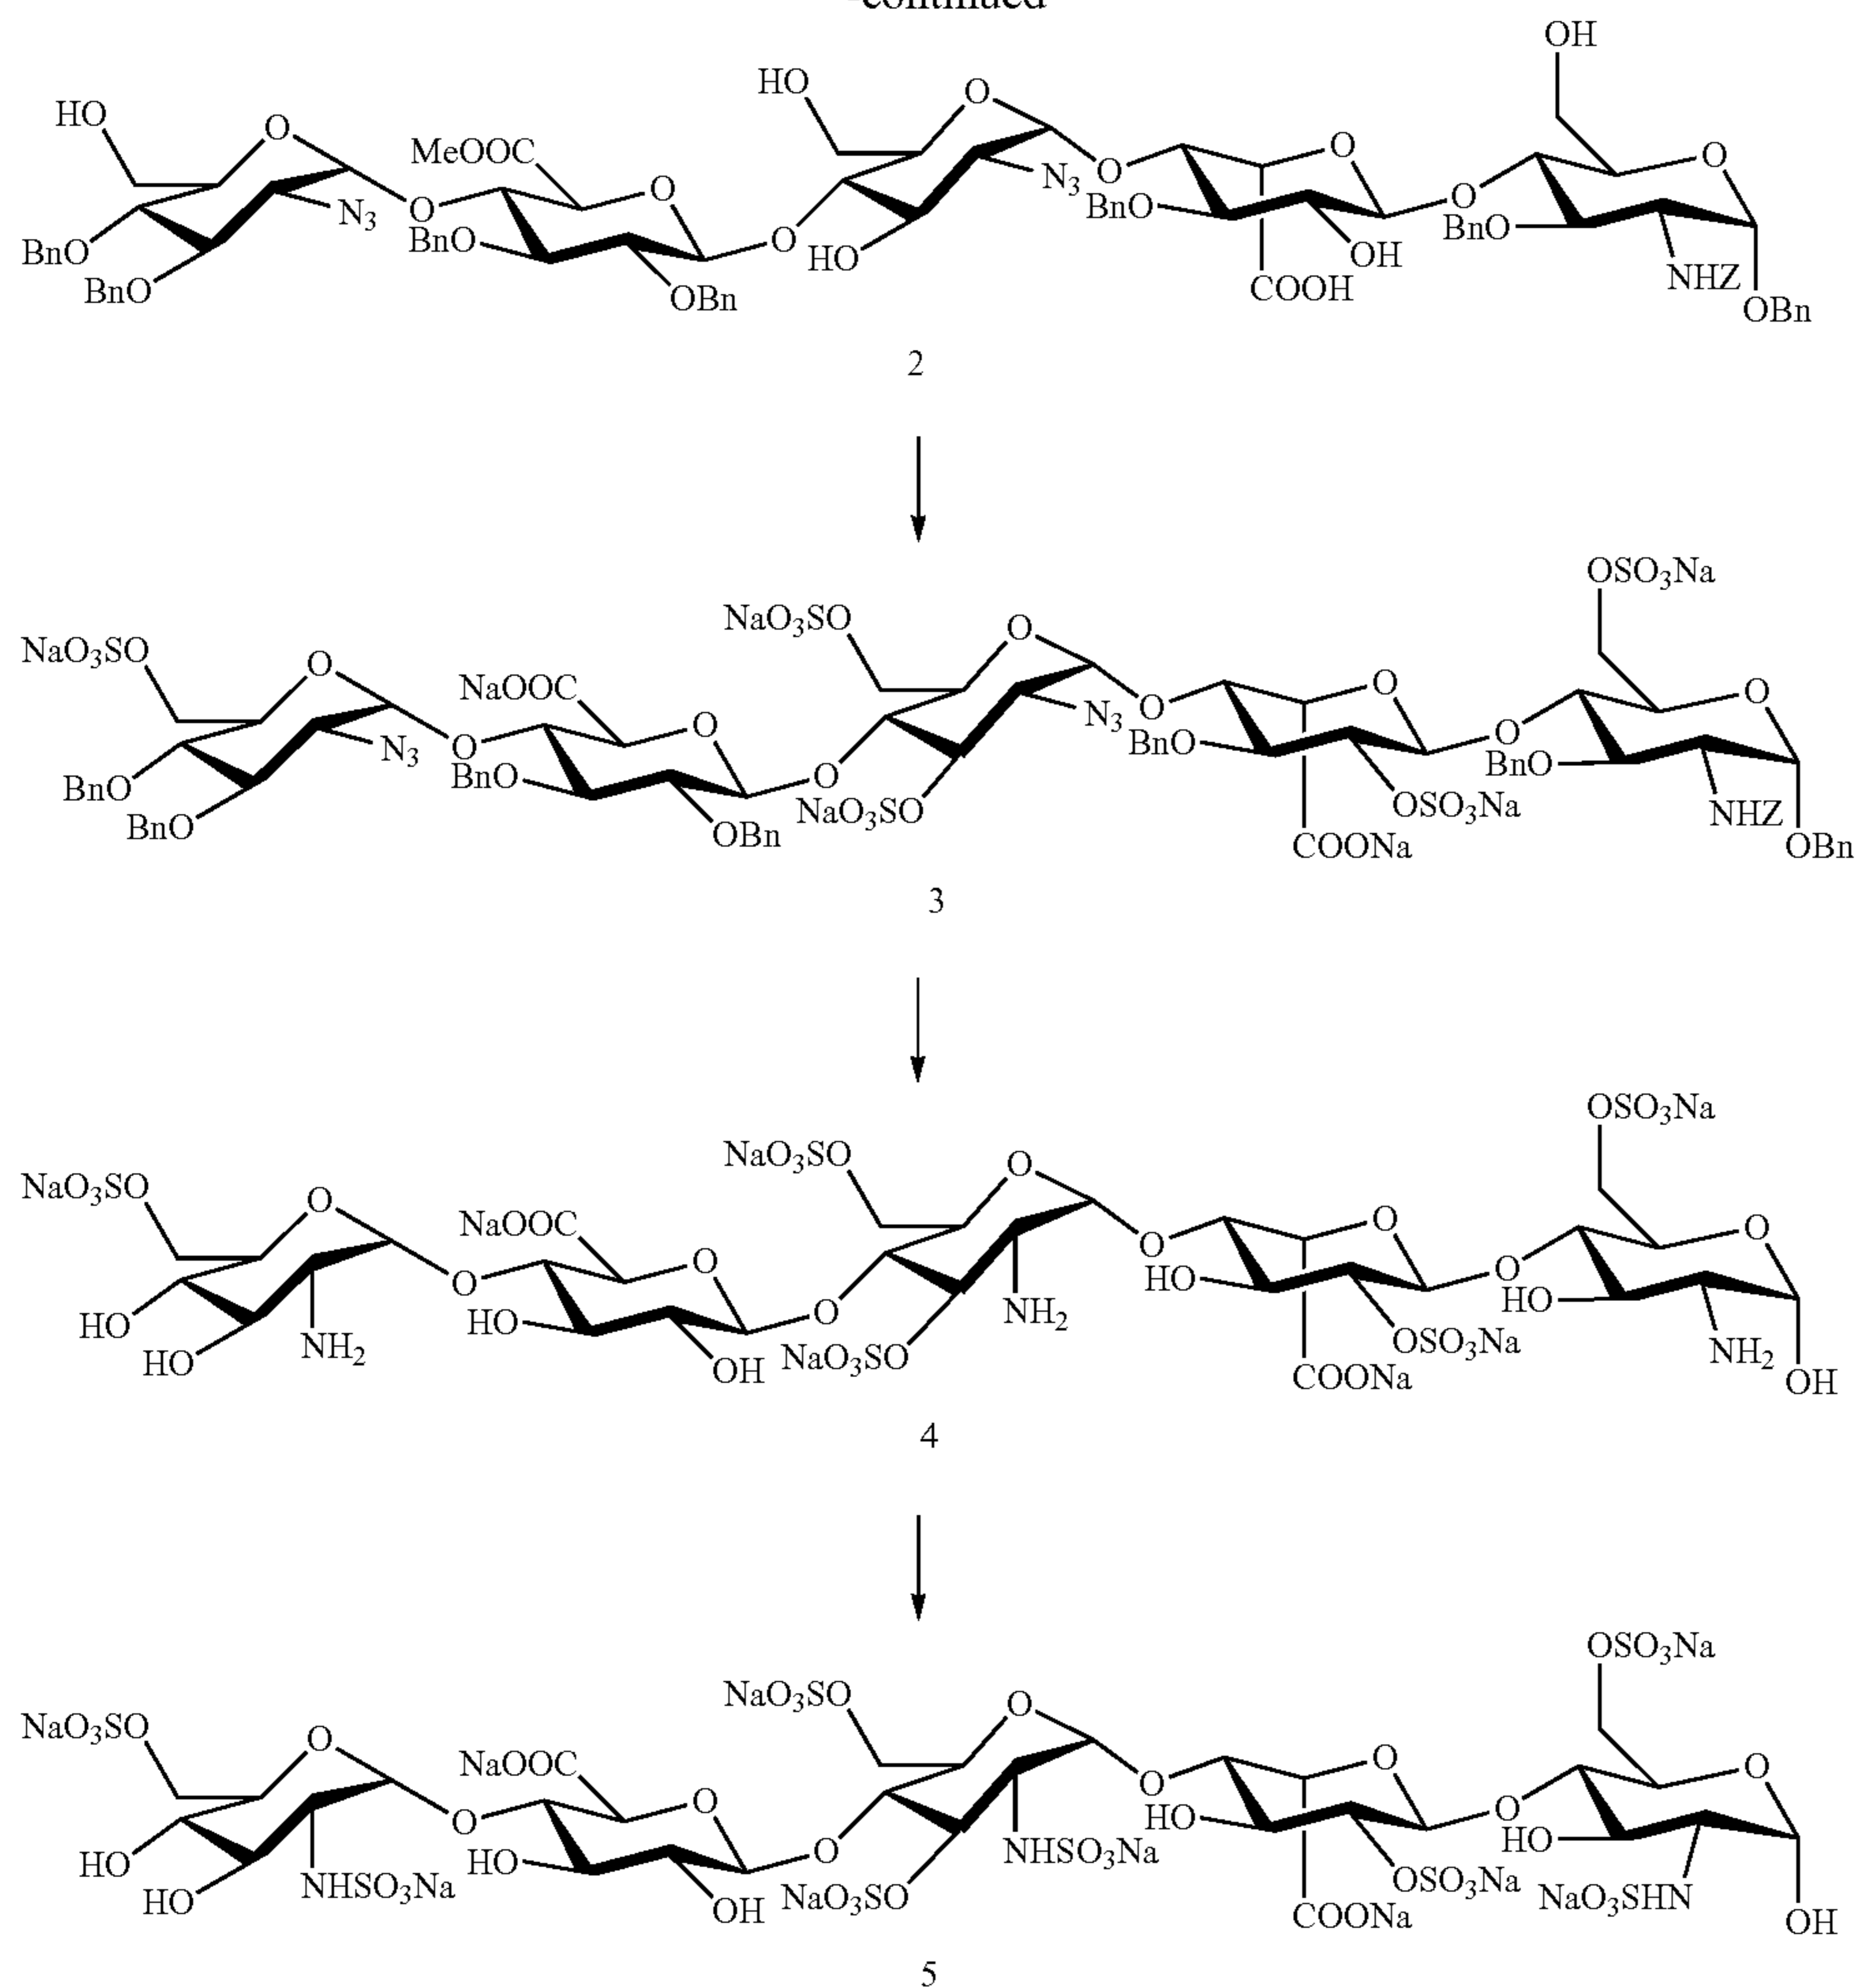 -continued
OH
HO
HO
O
O
MeOOC
O
O
O
N₃
O
N₃
O
BnO
O
BnO
BnO
O
HO
OH
BnO
BnO
OBn
COOH
NHZ
OBn
2
OSO₃Na
NaO₃SO
NaO₃SO
O
O
NaOOC
O
O
O
N₃
O
N₃
O
BnO
O
BnO
BnO
O
BnO
NaO₃SO
OSO₃Na
NHZ
BnO
OBn
COONa
OBn
3
OSO₃Na
NaO₃SO
NaO₃SO
O
O
NaOOC
O
O
O
O
O
HO
O
HO
HO
HO
O
NH₂
HO
NH₂
OH
NaO₃SO
OSO₃Na
NH₂
COONa
OH
4
OSO₃Na
NaO₃SO
NaO₃SO
O
O
NaOOC
O
O
O
O
O
HO
O
HO
HO
HO
O
NHSO₃Na
HO
NHSO₃Na
OH
NaO₃SO
OSO₃Na
NaO₃SHN
COONa
OH
5